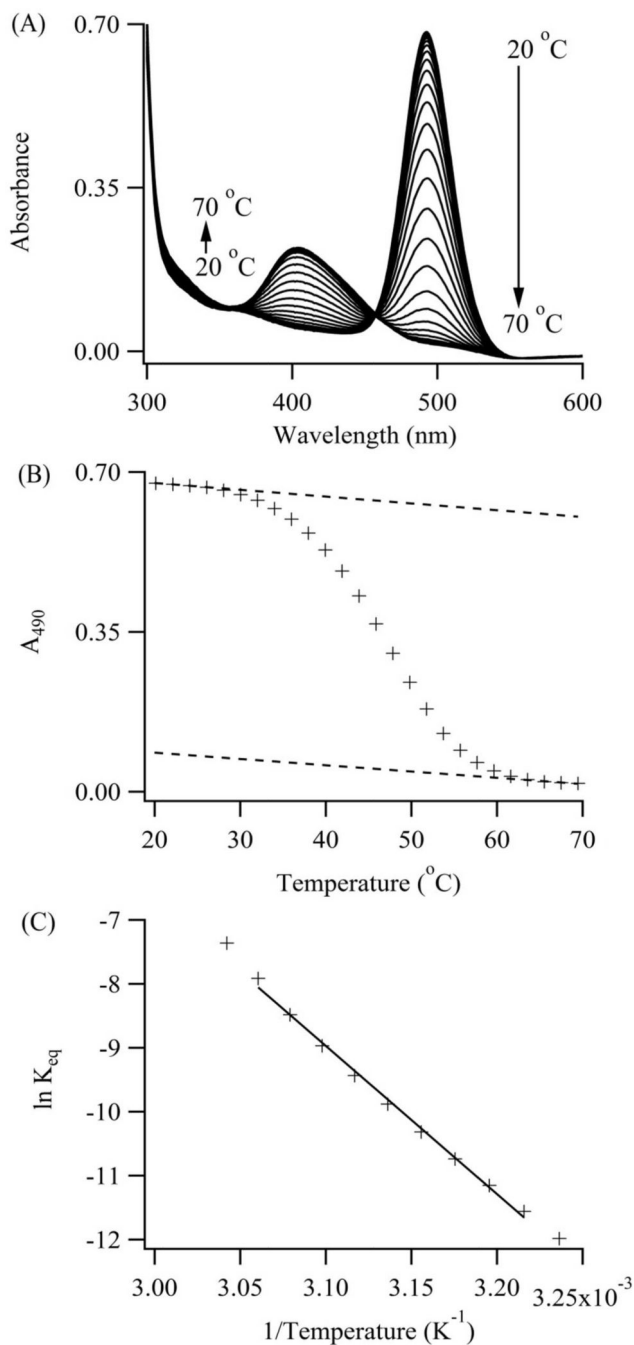 (A)
0.70
0.35
0.00
Absorbance
20 °C
70 °C
70 °C
20 °C
300
400
500
600
Wavelength (nm)
(B)
0.70
0.35
0.00
A490
20
30
40
50
60
70
Temperature (°C)
(C)
-7
-8
-9
-10
-11
-12
ln Keq
3.00
3.05
3.10
3.15
3.20
3.25x10⁻³
1/Temperature (K⁻¹)